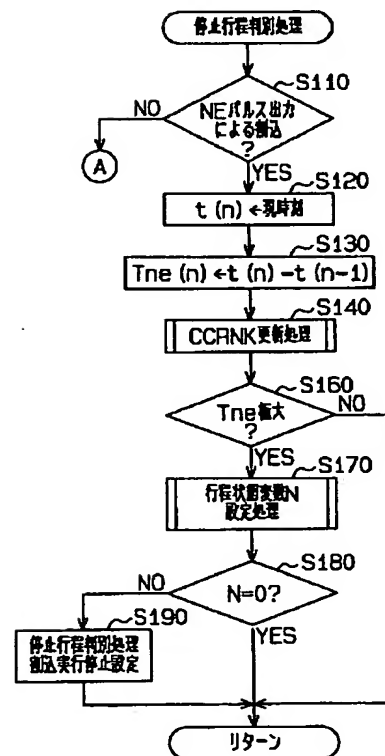 停止行程判別処理
S110
NEパルス出力
による割込
?
NO
A
YES
S120
t (n) ←現時刻
S130
Tne (n) ← t (n) − t (n−1)
S140
CCRNK更新処理
S160
Tne極大
?
NO
YES
S170
行程状態変数N
設定処理
S180
N=0?
NO
S190
YES
停止行程判別処理
割込実行停止設定
リターン